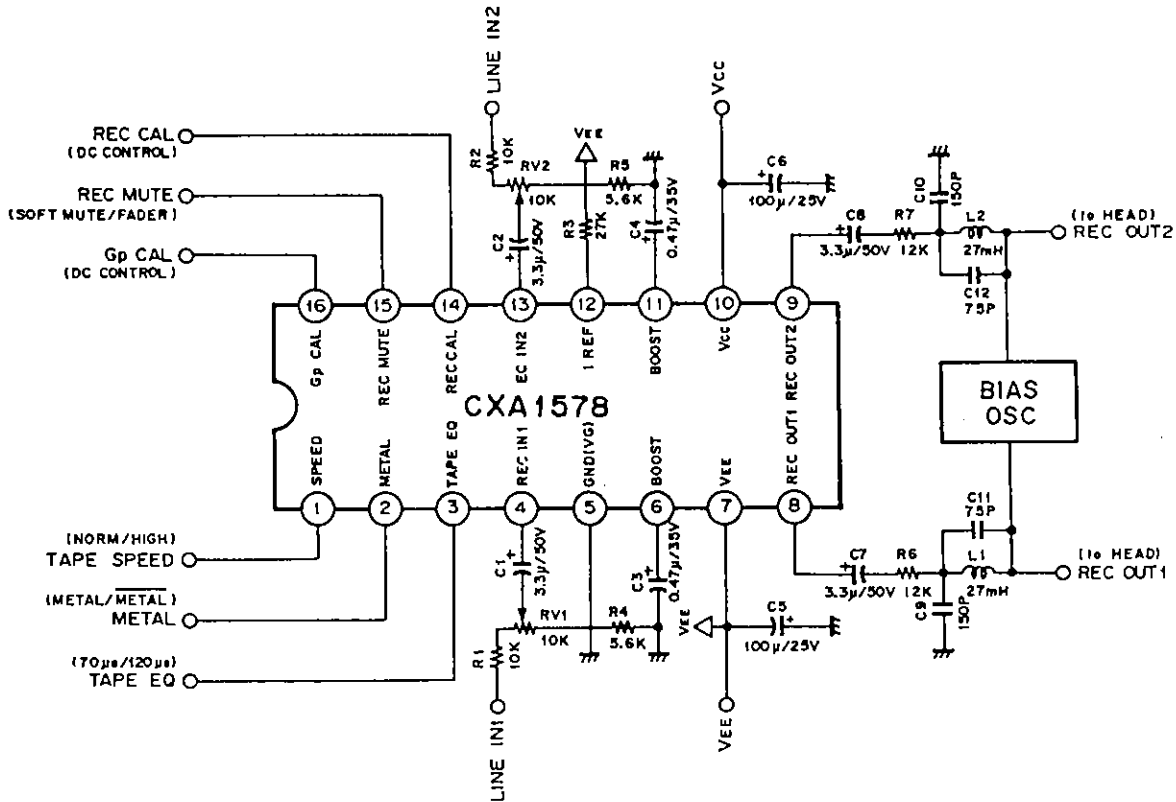 LINE IN2
VCC
REC CAL
(DC CONTROL)
REC MUTE
(SOFT MUTE/FADER)
Gp CAL
(DC CONTROL)
R2
10K
RV2
10K
C2
3.3μ/50V
VEE
R3
27K
R5
5.6K
C4
0.47μ/35V
C6
100μ/25V
C8
3.3μ/50V
R7
12K
C10
150P
L2
27mH
C12
75P
(to HEAD)
REC OUT2
16
15
14
13
12
11
10
9
Gp CAL
REC MUTE
REC CAL
EC IN2
I REF
BOOST
VCC
REC OUT2
CXA1578
BIAS
OSC
SPEED
METAL
TAPE EQ
REC IN1
GND(VG)
BOOST
VEE
REC OUT1
1
2
3
4
5
6
7
8
(NORM/HIGH)
TAPE SPEED
(METAL/M̅E̅T̅A̅L̅)
METAL
(70μs/120μs)
TAPE EQ
C1
3.3μ/50V
RV1
10K
R1
10K
R4
5.6K
C3
0.47μ/35V
VEE
C5
100μ/25V
C7
3.3μ/50V
R6
12K
C9
150P
C11
75P
L1
27mH
(to HEAD)
REC OUT1
LINE IN1
VEE